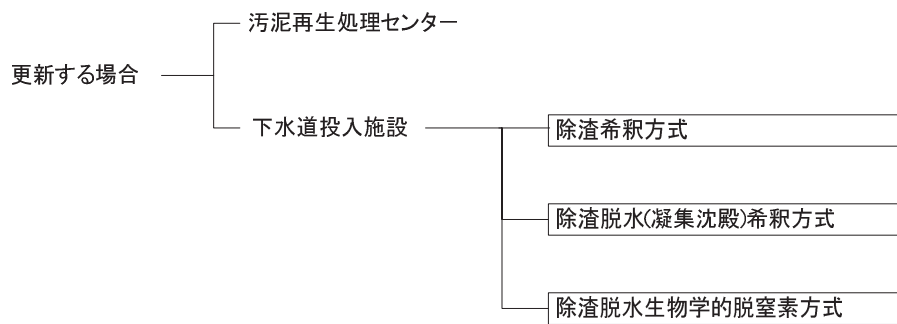 汚泥再生処理センター
更新する場合
下水道投入施設
除渣希釈方式
除渣脱水(凝集沈殿)希釈方式
除渣脱水生物学的脱窒素方式